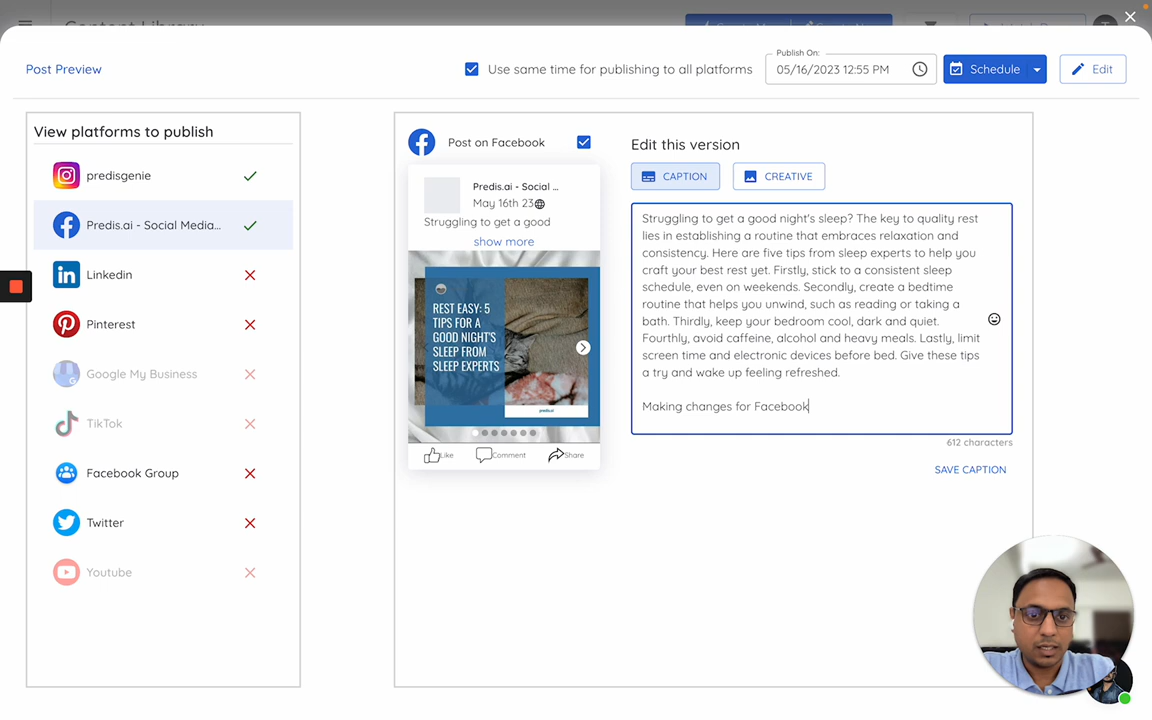 Content Library
Post Preview
Use same time for publishing to all platforms
Publish On:
05/16/2023 12:55 PM
Schedule
Edit
View platforms to publish
predisgenie
Predis.ai - Social Media...
Linkedin
Pinterest
Google My Business
TikTok
Facebook Group
Twitter
Youtube
Post on Facebook
Predis.ai - Social ...
May 16th 23
Struggling to get a good
show more
REST EASY: 5
TIPS FOR A
GOOD NIGHT'S
SLEEP FROM
SLEEP EXPERTS
predis.ai
Like
Comment
Share
Edit this version
CAPTION
CREATIVE
Struggling to get a good night's sleep? The key to quality rest
lies in establishing a routine that embraces relaxation and
consistency. Here are five tips from sleep experts to help you
craft your best rest yet. Firstly, stick to a consistent sleep
schedule, even on weekends. Secondly, create a bedtime
routine that helps you unwind, such as reading or taking a
bath. Thirdly, keep your bedroom cool, dark and quiet.
Fourthly, avoid caffeine, alcohol and heavy meals. Lastly, limit
screen time and electronic devices before bed. Give these tips
a try and wake up feeling refreshed.
Making changes for Facebook
612 characters
SAVE CAPTION